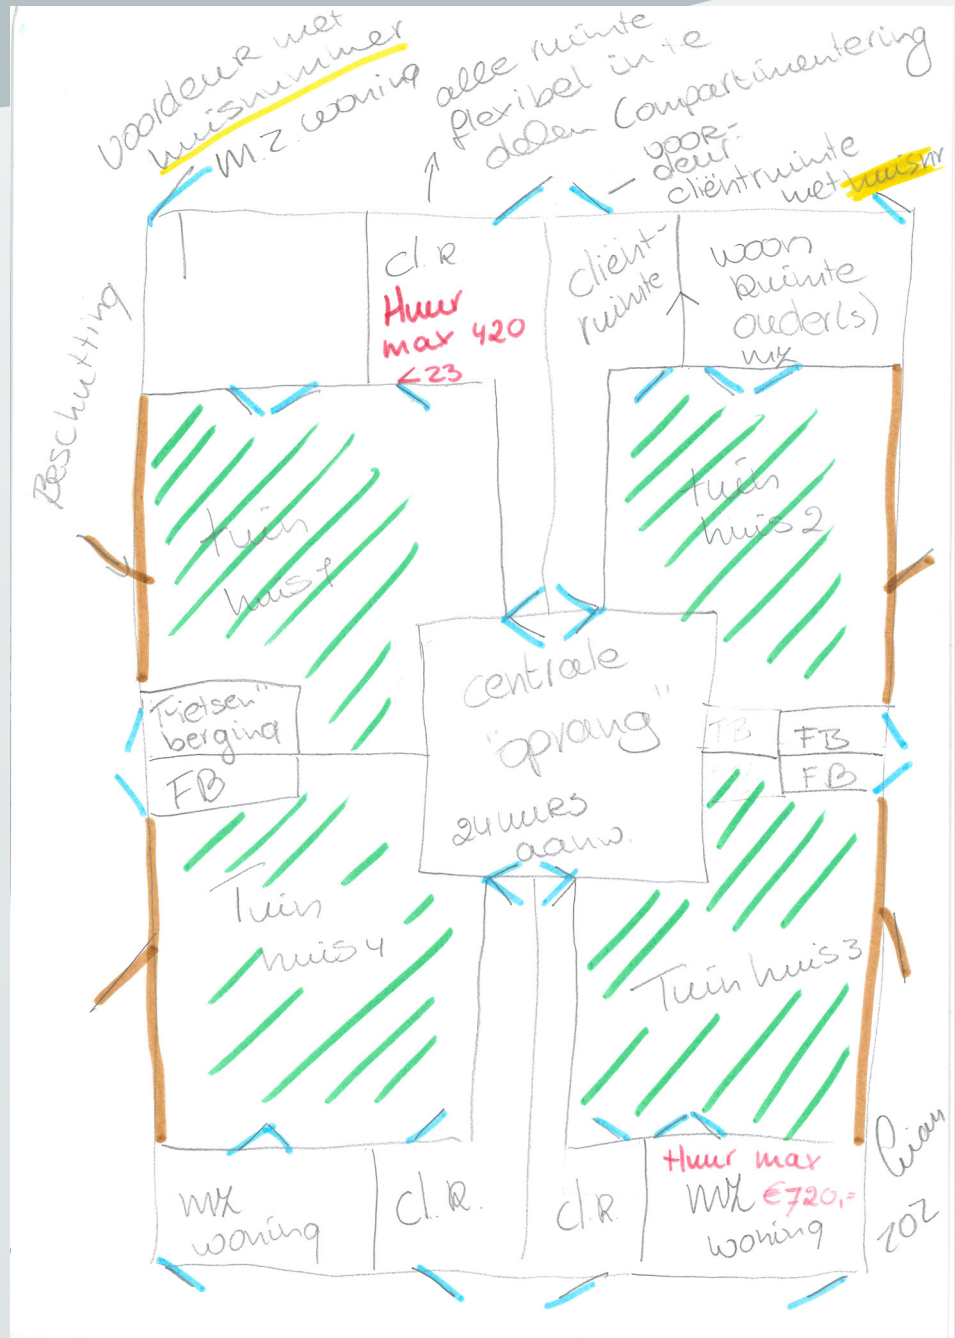 voordeur met
huisnummer
M.Z. woning
alle ruimte
flexibel in te
delen Compartimentering
voor-
deur
cliëntruimte
met huisnr
Beschutting
Cl. R.
Huur
max 420
<23
cliënt-
ruimte
woon
Ruimte
ouder(s)
MZ
tuin
huis 1
tuin
huis 2
centrale
"opvang"
24 uurs
aanw.
"Fietsen"
berging
FB
TB
FB
FB
Tuin
huis 4
Tuin huis 3
MZ
woning
Cl. R.
Cl. R.
Huur max
MZ €720,=
woning